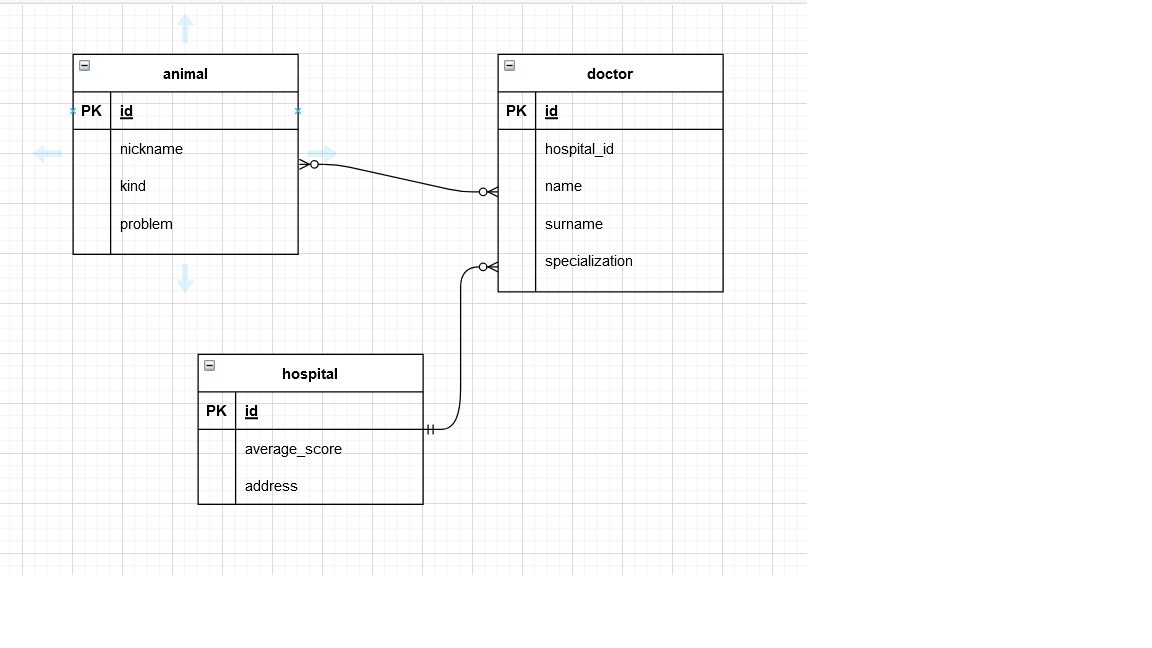 animal
PK id
nickname
kind
problem
doctor
PK id
hospital_id
name
surname
specialization
hospital
PK id
average_score
address